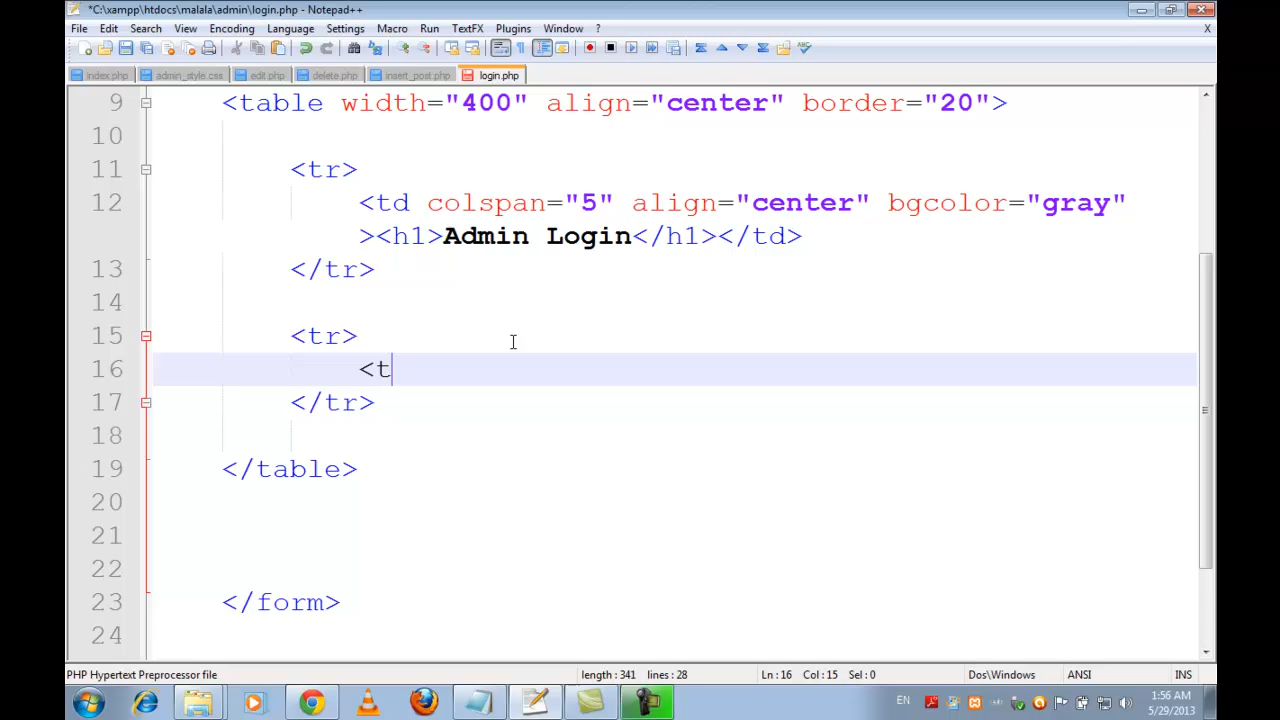 *C:\xampp\htdocs\malala\admin\login.php - Notepad++
File Edit Search View Encoding Language Settings Macro Run TextFX Plugins Window ? X
index.php admin_style.css edit.php delete.php insert_post.php login.php
9 <table width="400" align="center" border="20">
10
11 <tr>
12 <td colspan="5" align="center" bgcolor="gray"
><h1>Admin Login</h1></td>
13 </tr>
14
15 <tr>
16 <t
17 </tr>
18
19 </table>
20
21
22
23 </form>
24
PHP Hypertext Preprocessor file length : 341 lines : 28 Ln : 16 Col : 15 Sel : 0 Dos\Windows ANSI INS
EN 1:56 AM
5/29/2013